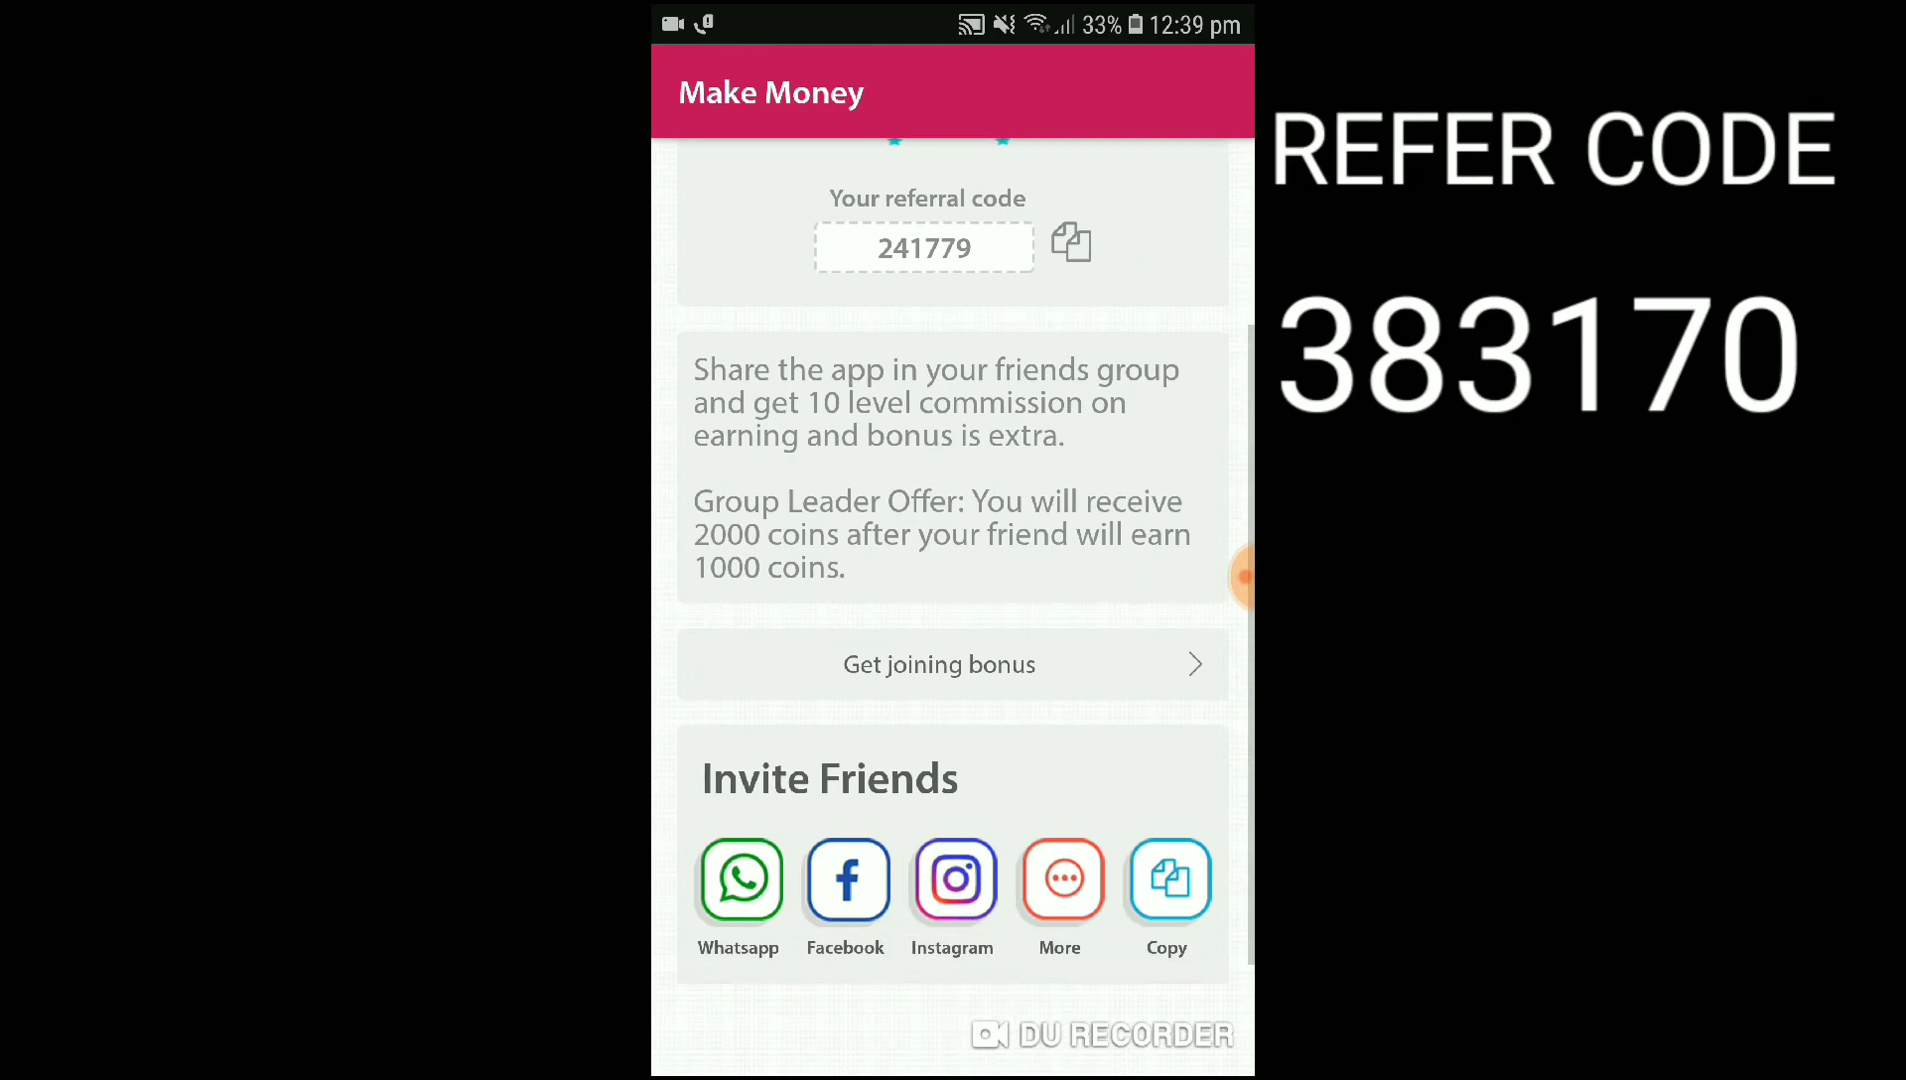 33% 12:39 pm
Make Money
Your referral code
241779
Share the app in your friends group
and get 10 level commission on
earning and bonus is extra.
Group Leader Offer: You will receive
2000 coins after your friend will earn
1000 coins.
Get joining bonus
Invite Friends
Whatsapp Facebook Instagram More Copy
DU RECORDER
REFER CODE
383170